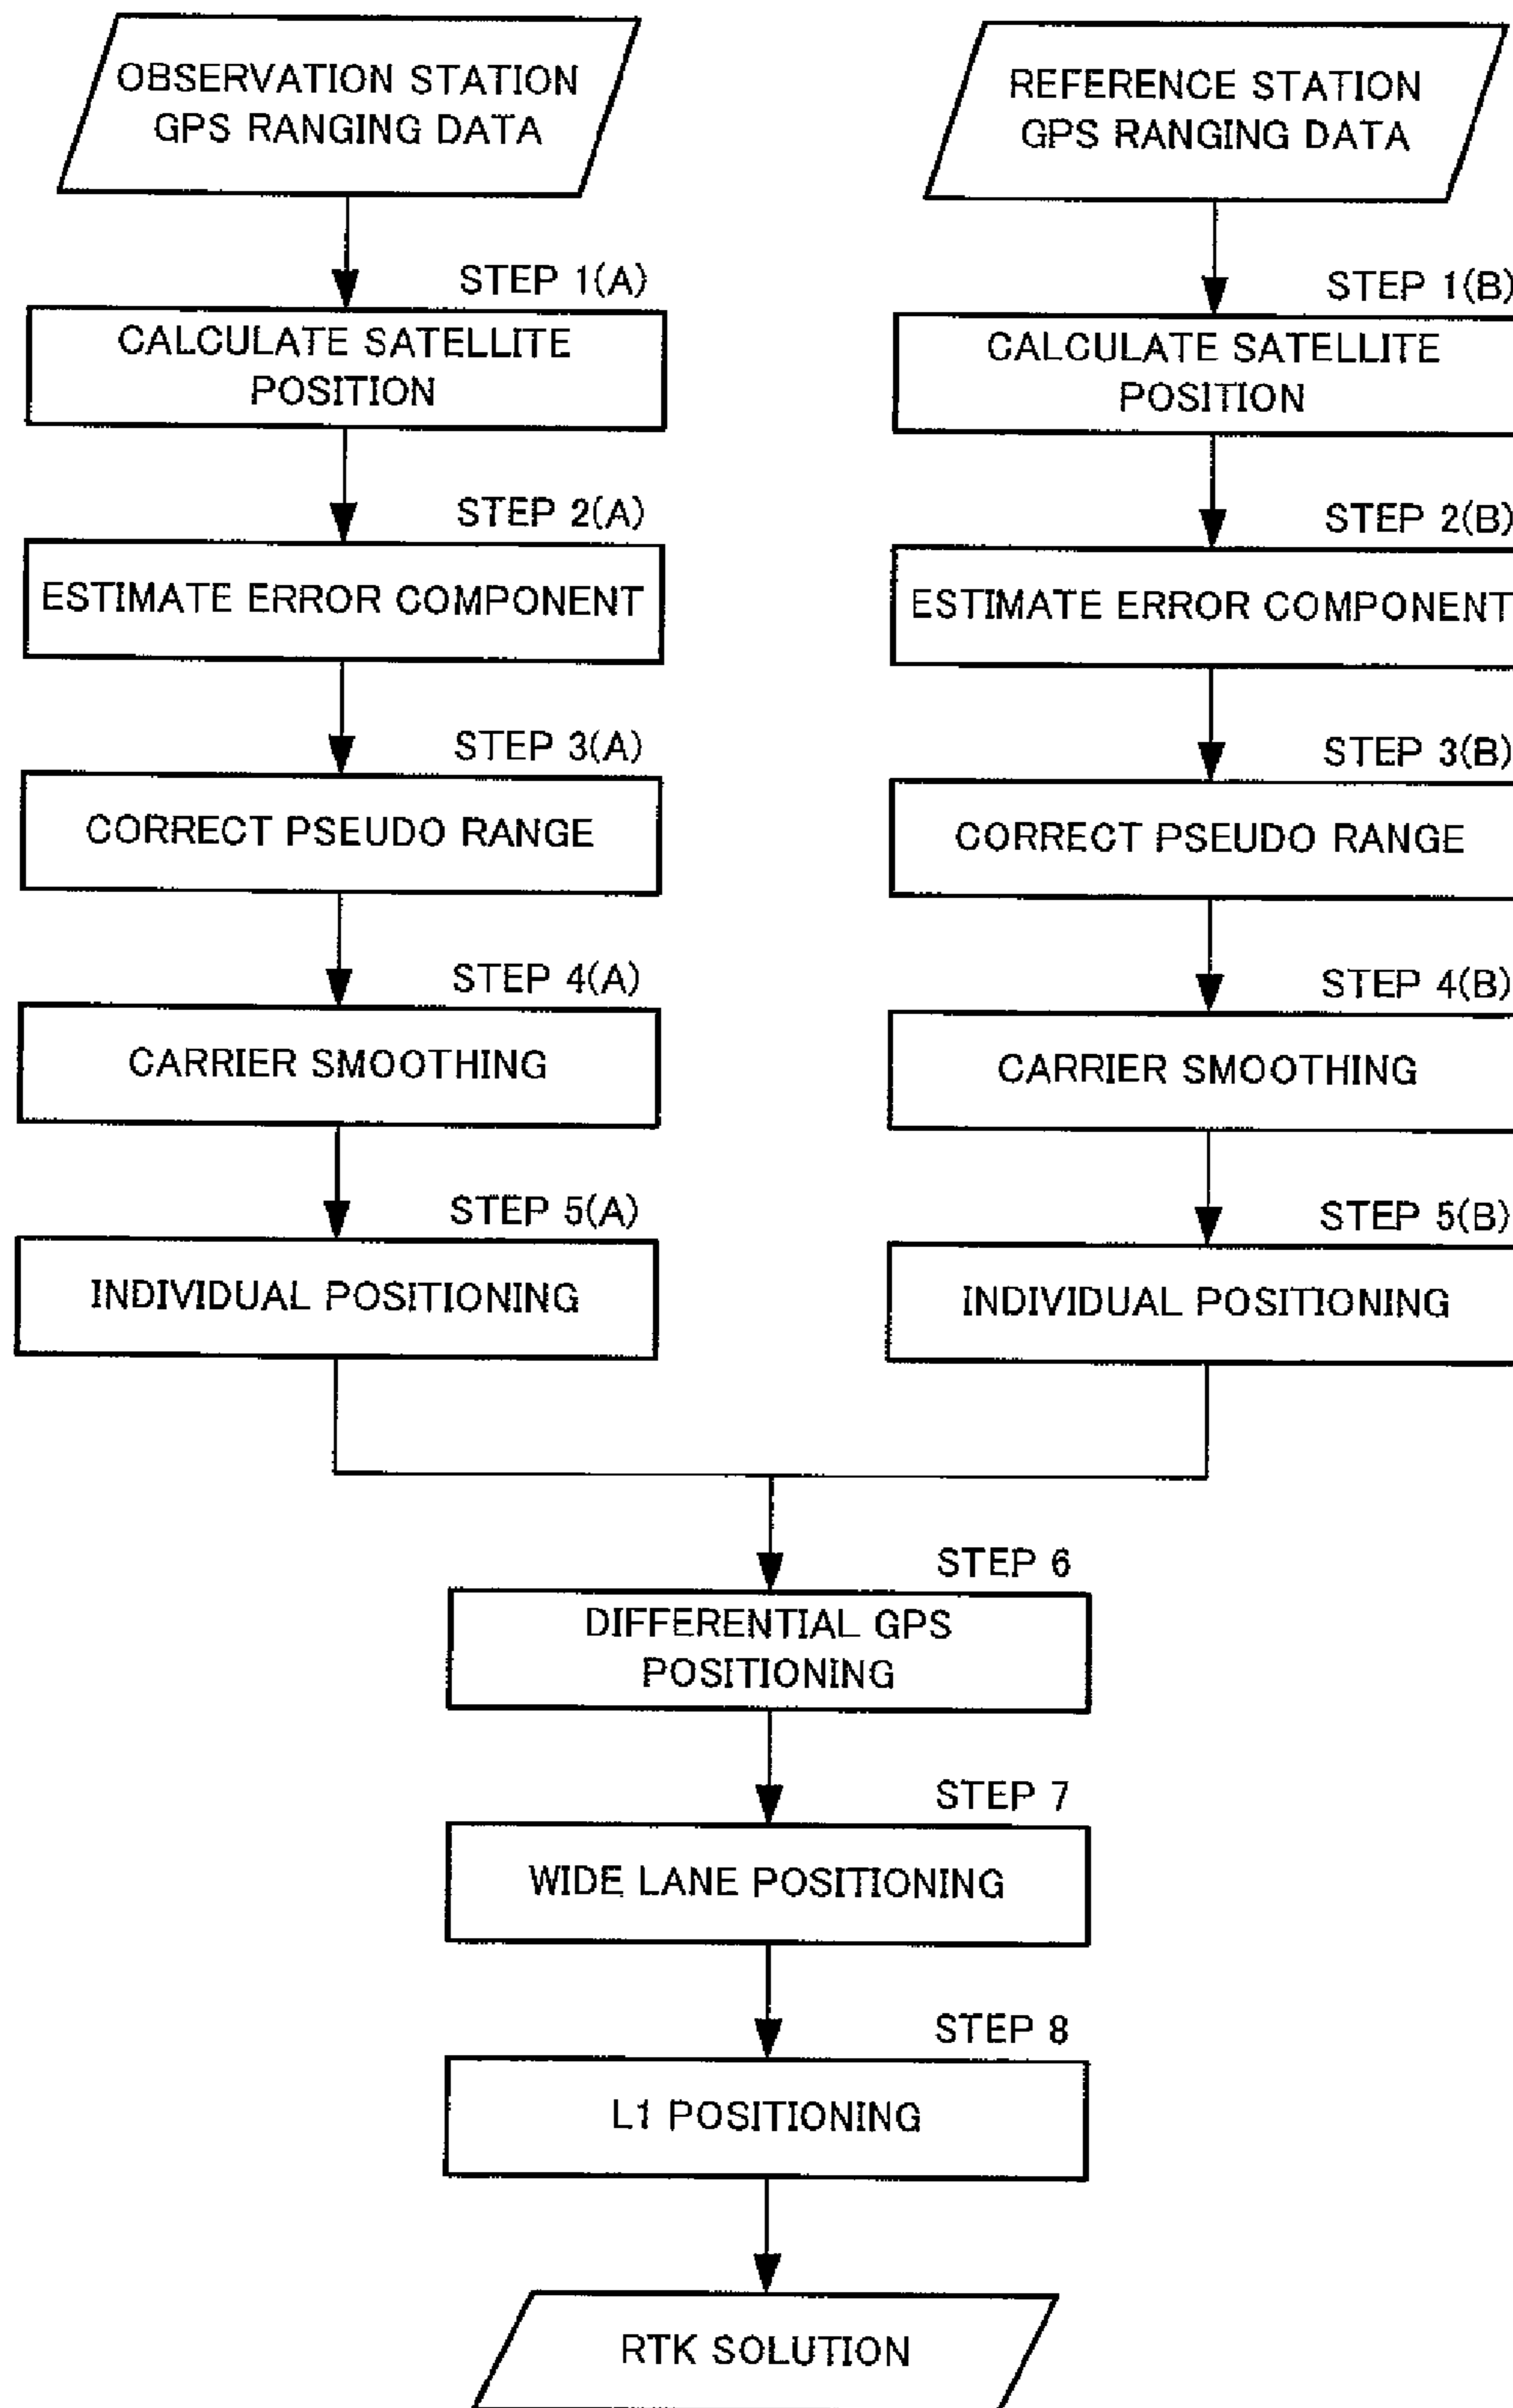 OBSERVATION STATION
GPS RANGING DATA
REFERENCE STATION
GPS RANGING DATA
STEP 1(A)
CALCULATE SATELLITE
POSITION
STEP 1(B)
CALCULATE SATELLITE
POSITION
STEP 2(A)
ESTIMATE ERROR COMPONENT
STEP 2(B)
ESTIMATE ERROR COMPONENT
STEP 3(A)
CORRECT PSEUDO RANGE
STEP 3(B)
CORRECT PSEUDO RANGE
STEP 4(A)
CARRIER SMOOTHING
STEP 4(B)
CARRIER SMOOTHING
STEP 5(A)
INDIVIDUAL POSITIONING
STEP 5(B)
INDIVIDUAL POSITIONING
STEP 6
DIFFERENTIAL GPS
POSITIONING
STEP 7
WIDE LANE POSITIONING
STEP 8
L1 POSITIONING
RTK SOLUTION